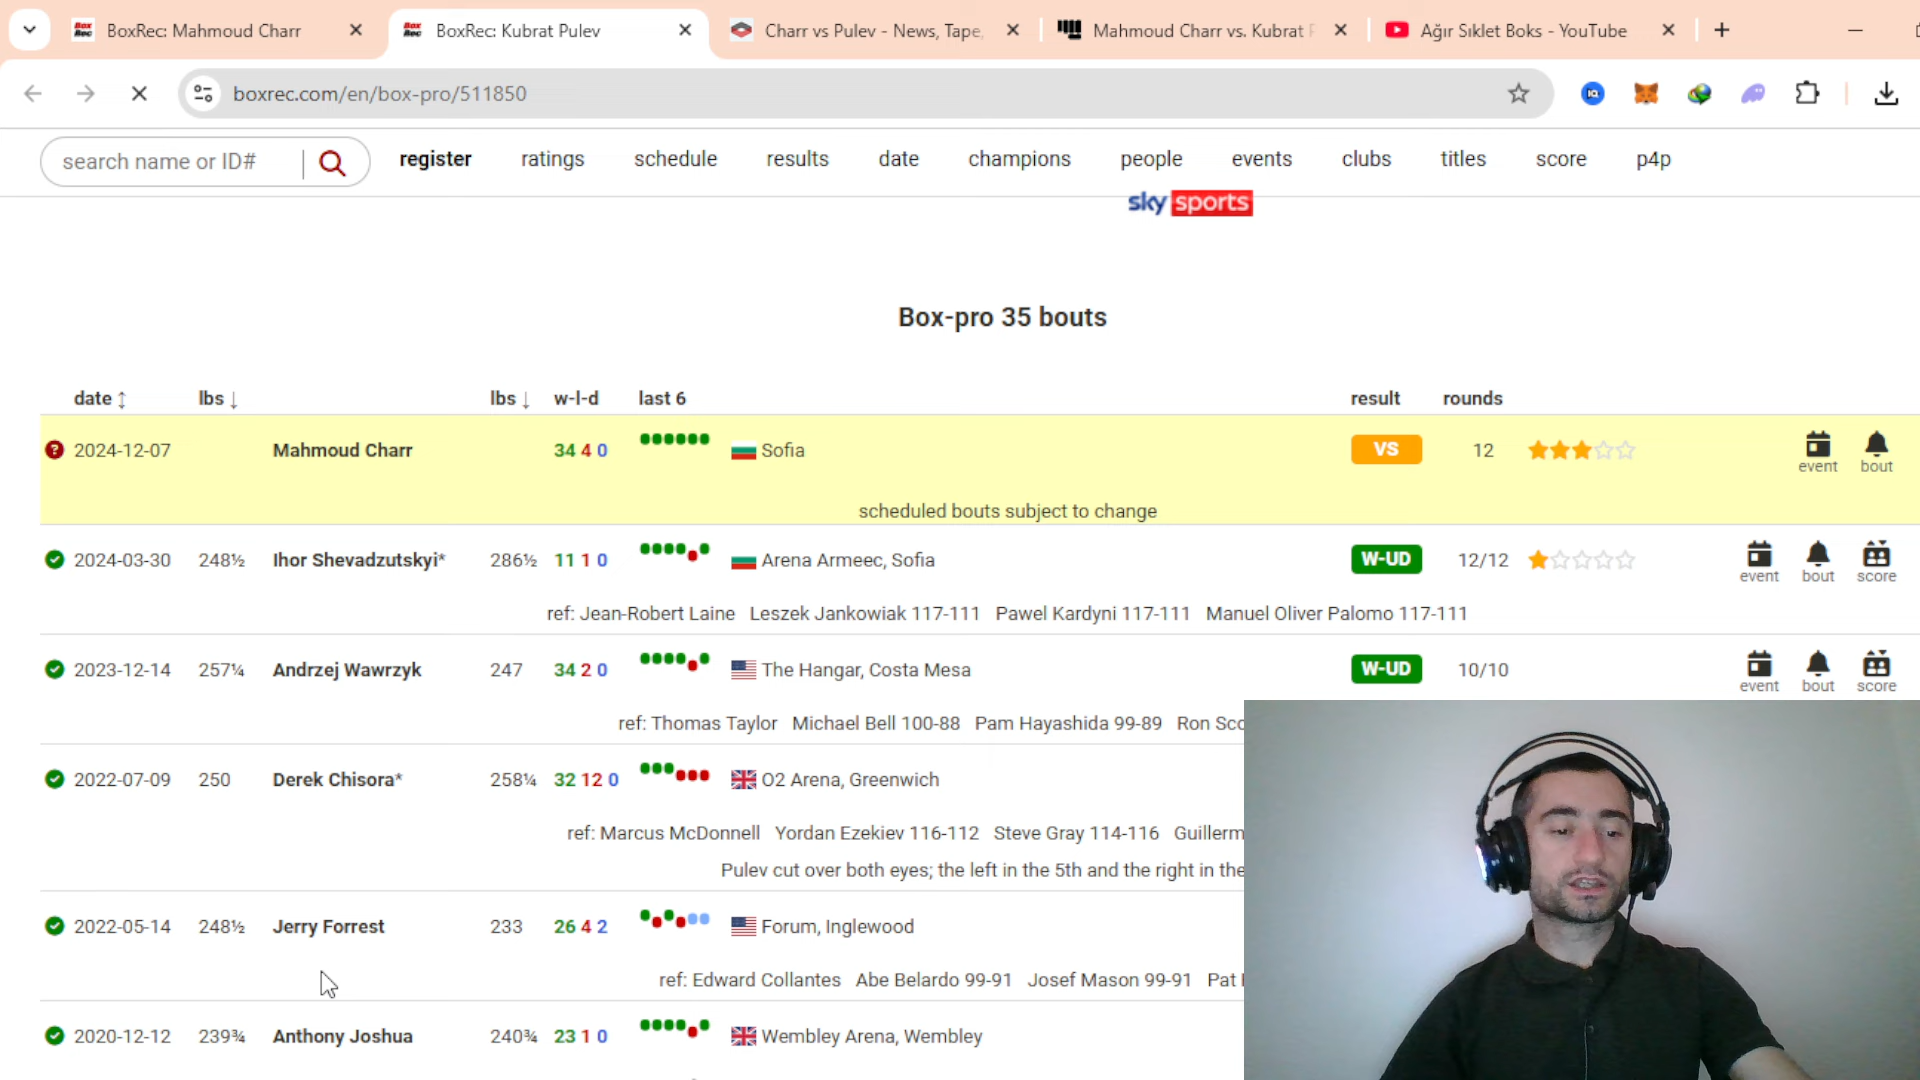 BoxRec: Mahmoud Charr
BoxRec: Kubrat Pulev
Charr vs Pulev - News, Tape,
Mahmoud Charr vs. Kubrat
Ağır Sıklet Boks - YouTube
boxrec.com/en/box-pro/511850
search name or ID#
register ratings schedule results date champions people events clubs titles score p4p
sky sports
Box-pro 35 bouts
date lbs lbs w-l-d last 6 result rounds
2024-12-07 Mahmoud Charr 34 4 0 Sofia VS 12 event bout
scheduled bouts subject to change
2024-03-30 248½ Ihor Shevadzutskyi* 286½ 11 1 0 Arena Armeec, Sofia W-UD 12/12 event bout score
ref: Jean-Robert Laine Leszek Jankowiak 117-111 Pawel Kardyni 117-111 Manuel Oliver Palomo 117-111
2023-12-14 257¼ Andrzej Wawrzyk 247 34 2 0 The Hangar, Costa Mesa W-UD 10/10 event bout score
ref: Thomas Taylor Michael Bell 100-88 Pam Hayashida 99-89 Ron Sco
2022-07-09 250 Derek Chisora* 258¼ 32 12 0 O2 Arena, Greenwich
ref: Marcus McDonnell Yordan Ezekiev 116-112 Steve Gray 114-116 Guillerm
Pulev cut over both eyes; the left in the 5th and the right in the
2022-05-14 248½ Jerry Forrest 233 26 4 2 Forum, Inglewood
ref: Edward Collantes Abe Belardo 99-91 Josef Mason 99-91 Pat
2020-12-12 239¾ Anthony Joshua 240¾ 23 1 0 Wembley Arena, Wembley